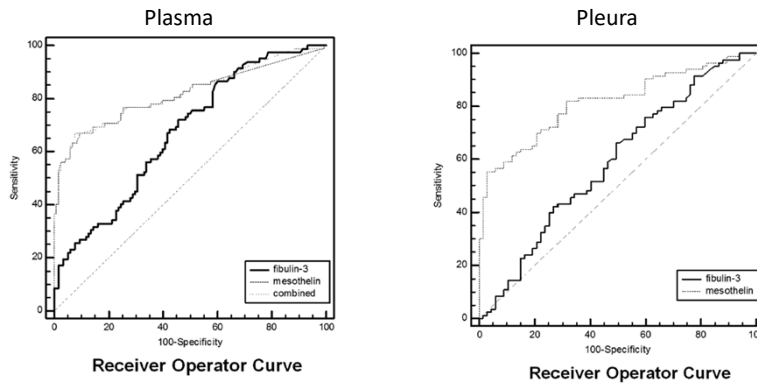 Plasma
100
80
60
40
20
0
Sensitivity
0 20 40 60 80 100
100-Specificity
fibulin-3
mesothelin
combined
Receiver Operator Curve
Pleura
100
80
60
40
20
0
Sensitivity
0 20 40 60 80 100
100-Specificity
fibulin-3
mesothelin
Receiver Operator Curve